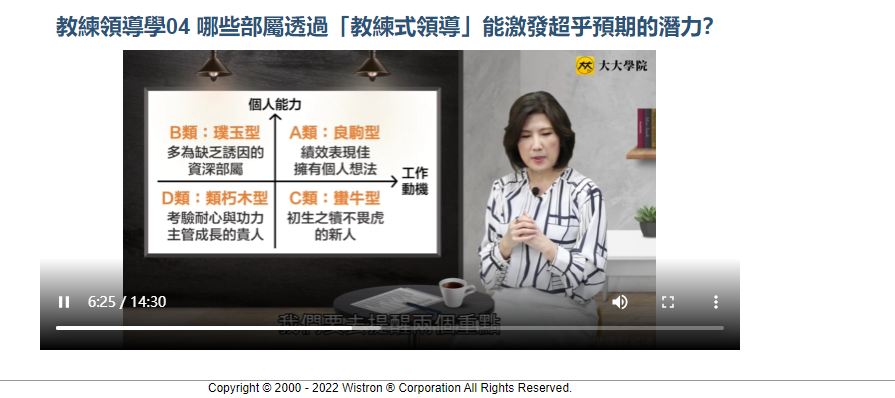 教練領導學04 哪些部屬透過「教練式領導」能激發超乎預期的潛力?
大大學院
個人能力
B類：璞玉型
多為缺乏誘因的
資深部屬
A類：良駒型
績效表現佳
擁有個人想法
工作
動機
D類：類朽木型
考驗耐心與功力
主管成長的貴人
C類：蠻牛型
初生之犢不畏虎
的新人
6:25 / 14:30
我們要去提醒兩個重點
Copyright © 2000 - 2022 Wistron ® Corporation All Rights Reserved.